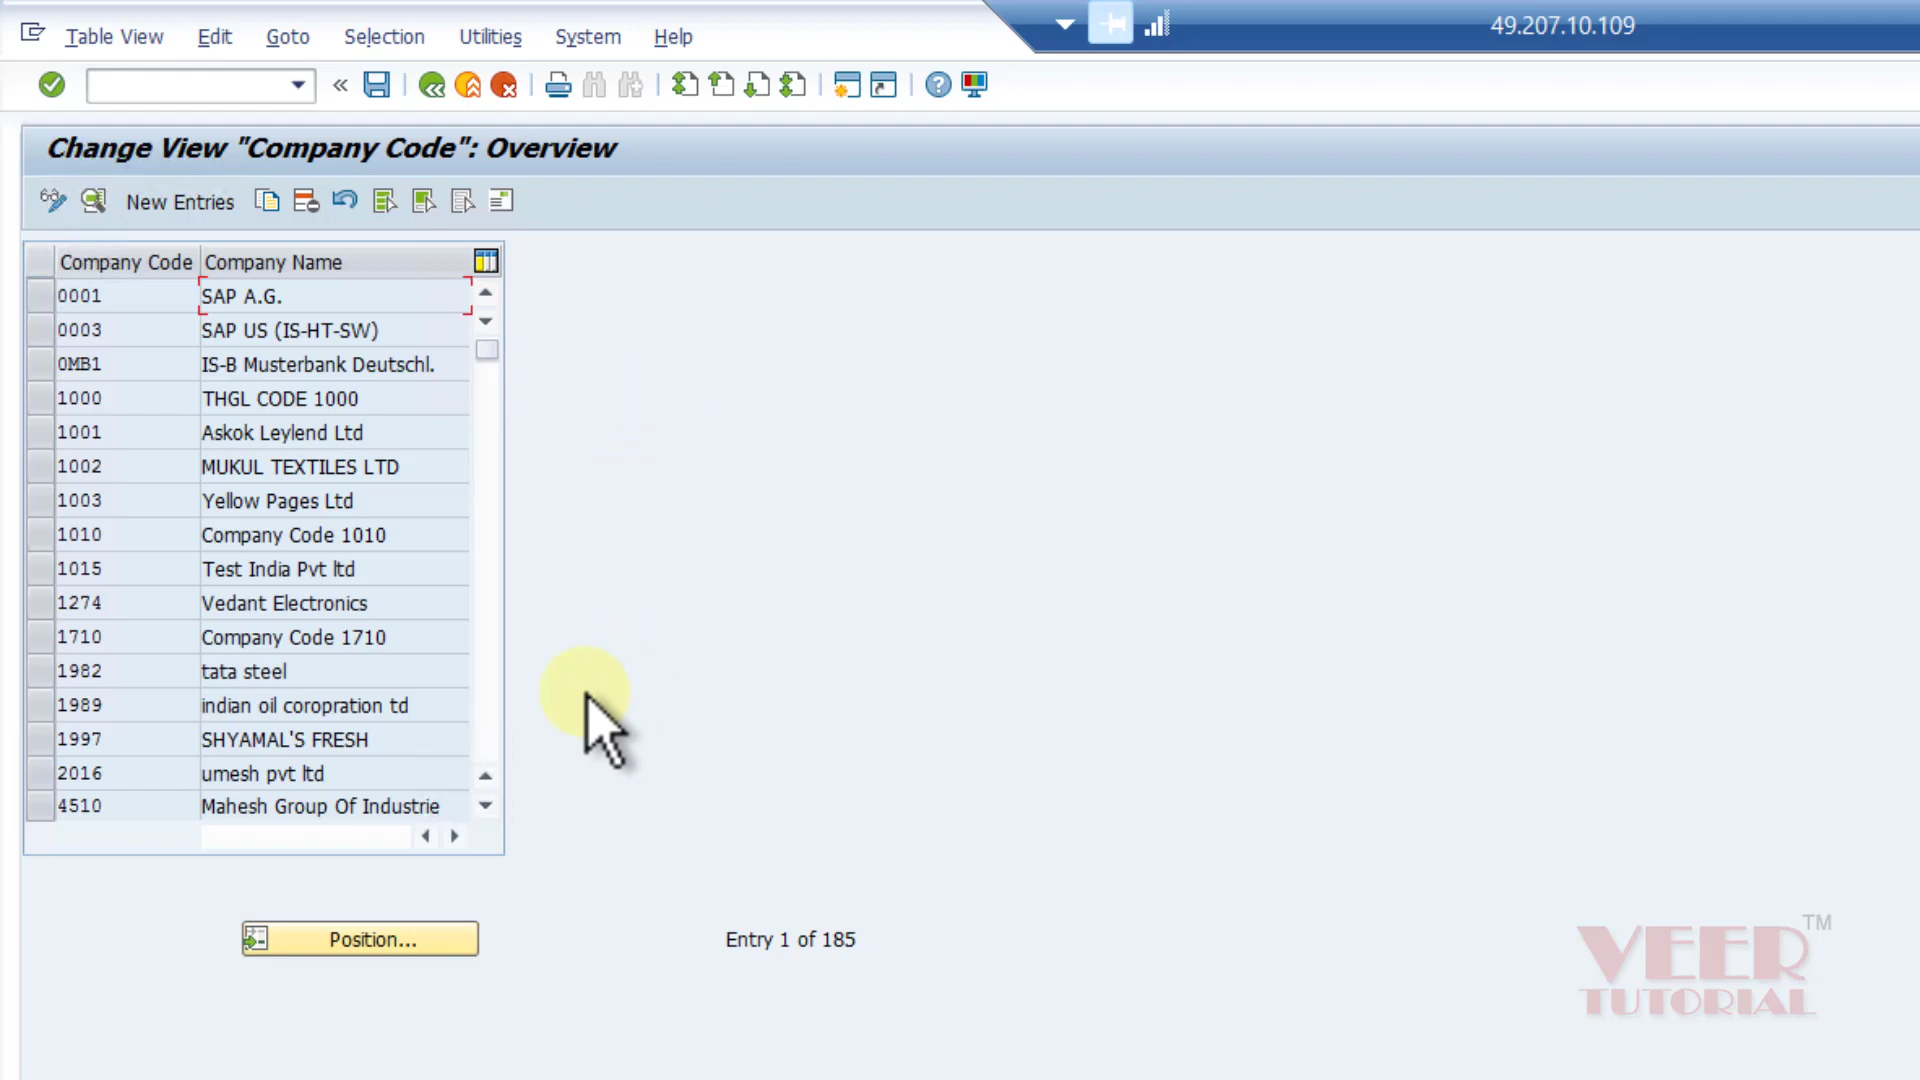 49.207.10.109
Table View Edit Goto Selection Utilities System Help
Change View "Company Code": Overview
New Entries
Company Code Company Name
0001 SAP A.G.
0003 SAP US (IS-HT-SW)
0MB1 IS-B Musterbank Deutschl.
1000 THGL CODE 1000
1001 Askok Leylend Ltd
1002 MUKUL TEXTILES LTD
1003 Yellow Pages Ltd
1010 Company Code 1010
1015 Test India Pvt ltd
1274 Vedant Electronics
1710 Company Code 1710
1982 tata steel
1989 indian oil coropration td
1997 SHYAMAL'S FRESH
2016 umesh pvt ltd
4510 Mahesh Group Of Industrie
Position... Entry 1 of 185
VEER TM
TUTORIAL